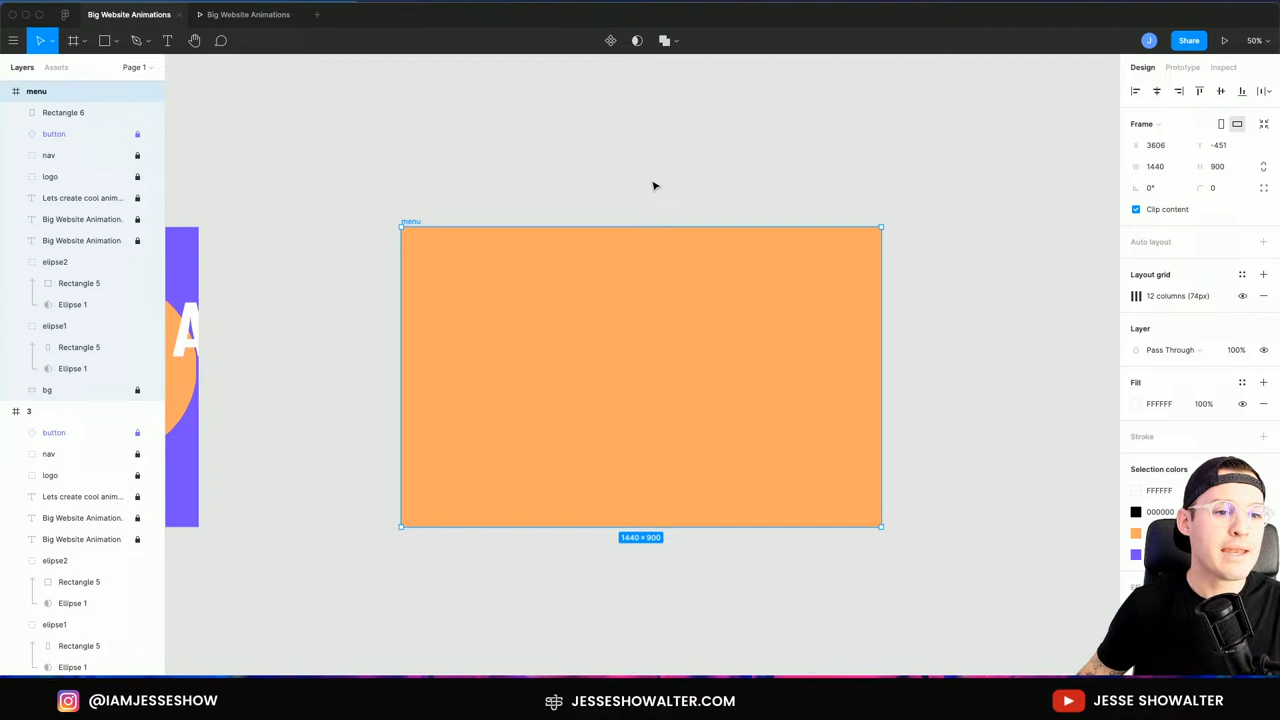 Big Website Animations
Big Website Animations
Share
50%
Layers
Assets
Page 1
Design
Prototype
Inspect
menu
Rectangle 6
button
nav
logo
Lets create cool anim...
Big Website Animation.
Big Website Animation
elipse2
Rectangle 5
Ellipse 1
elipse1
Rectangle 5
Ellipse 1
bg
3
button
nav
logo
Lets create cool anim...
Big Website Animation.
Big Website Animation
elipse2
Rectangle 5
Ellipse 1
elipse1
Rectangle 5
Ellipse 1
A
menu
1440 × 900
Frame
X 3606 Y -451
W 1440 H 900
0° 0
Clip content
Auto layout
Layout grid
12 columns (74px)
Layer
Pass Through 100%
Fill
FFFFFF 100%
Stroke
Selection colors
FFFFFF
000000
J
@IAMJESSESHOW
JESSESHOWALTER.COM
JESSE SHOWALTER